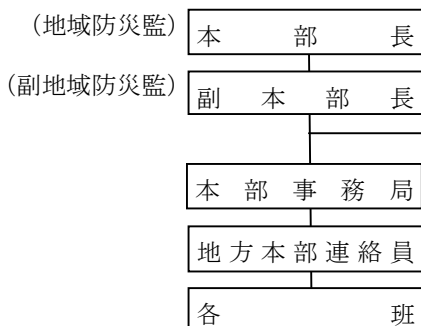 (地域防災監) 本部長
(副地域防災監) 副本部長
本部事務局
地方本部連絡員
各班